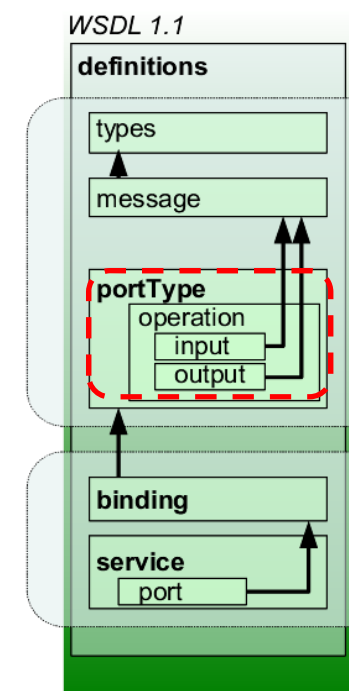 WSDL 1.1
definitions
types
message
portType
operation
input
output
binding
service
port